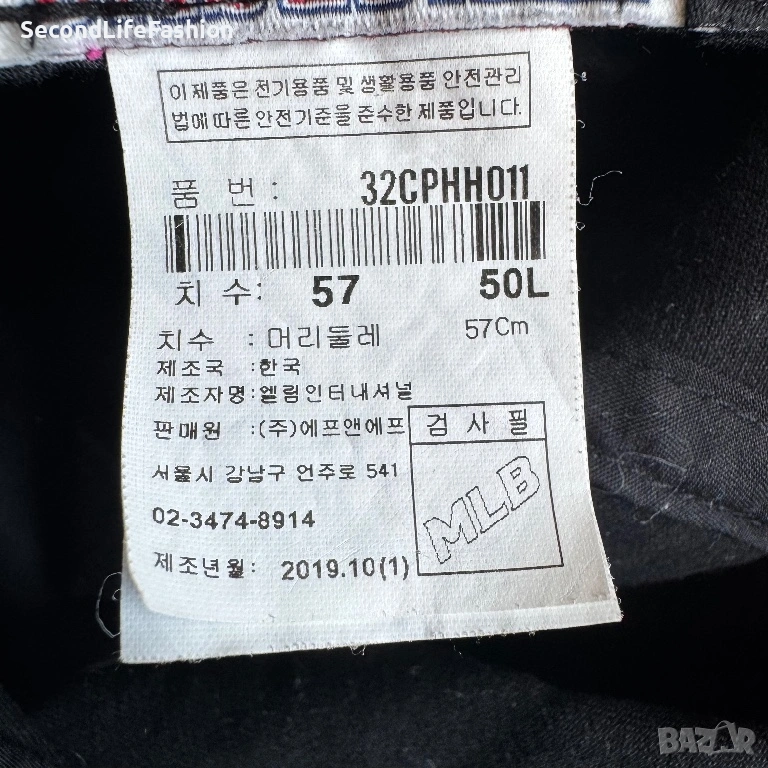 SecondLifeFashion
이 제품은 전기용품 및 생활용품 안전관리
법에 따른 안전기준을 준수한 제품입니다.
품 번 : 32CPHH011
치 수: 57 50L
치수 : 머리둘레 57Cm
제조국 :한국
제조자명:엘림인터내셔널
판매원 :(주)에프앤에프
검 사 필
서울시 강남구 언주로 541
MLB
02-3474-8914
제조년월: 2019.10(1)
BAZAR